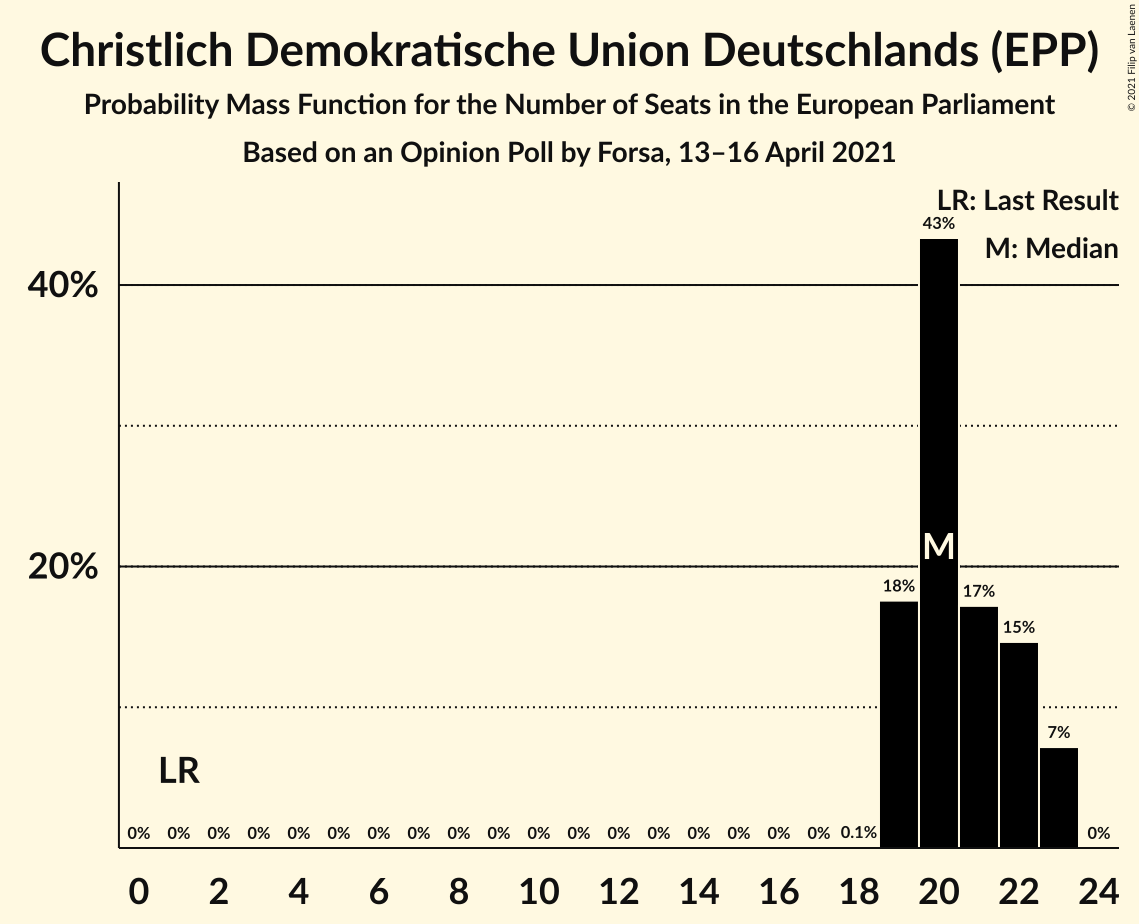 Christlich Demokratische Union Deutschlands (EPP)
Probability Mass Function for the Number of Seats in the European Parliament
Based on an Opinion Poll by Forsa, 13–16 April 2021
© 2021 Filip van Laenen
LR: Last Result
M: Median
43%
40%
M
20%
18%
17%
15%
7%
LR
0% 0% 0% 0% 0% 0% 0% 0% 0% 0% 0% 0% 0% 0% 0% 0% 0% 0% 0.1% 0%
0 2 4 6 8 10 12 14 16 18 20 22 24